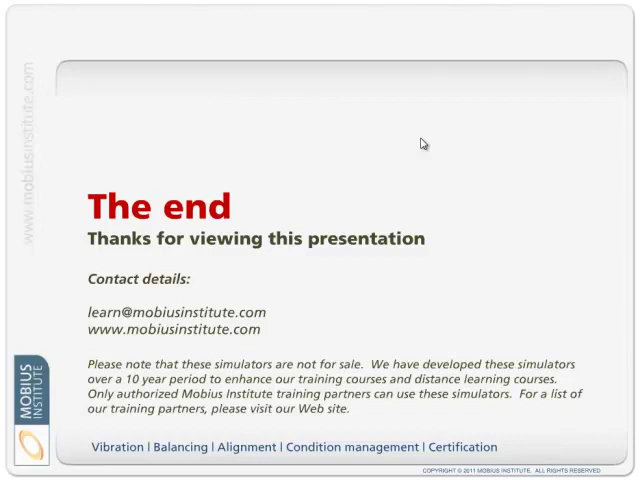 www.mobiusinstitute.com
The end
Thanks for viewing this presentation
Contact details:
learn@mobiusinstitute.com
www.mobiusinstitute.com
Please note that these simulators are not for sale.  We have developed these simulators
over a 10 year period to enhance our training courses and distance learning courses.
Only authorized Mobius Institute training partners can use these simulators.  For a list of
our training partners, please visit our Web site.
MOBIUS
INSTITUTE
Vibration | Balancing | Alignment | Condition management | Certification
COPYRIGHT © 2011 MOBIUS INSTITUTE.  ALL RIGHTS RESERVED